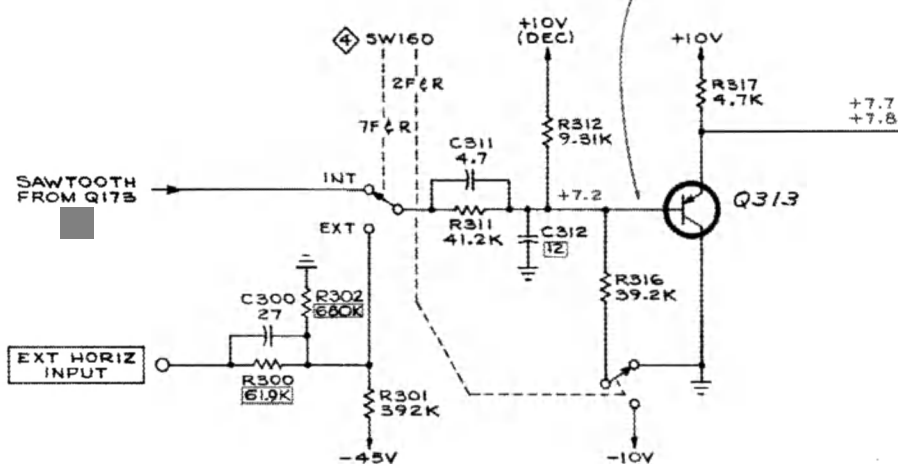 4 SW160
+10V
(DEC)
+10V
2F & R
7F & R
R317
4.7K
+7.7
+7.8
C311
4.7
R312
9.31K
SAWTOOTH
FROM Q173
INT
+7.2
Q313
R311
41.2K
C312
12
EXT
R316
39.2K
C300
27
R302
680K
EXT HORIZ
INPUT
R300
61.9K
R301
392K
-45V
-10V